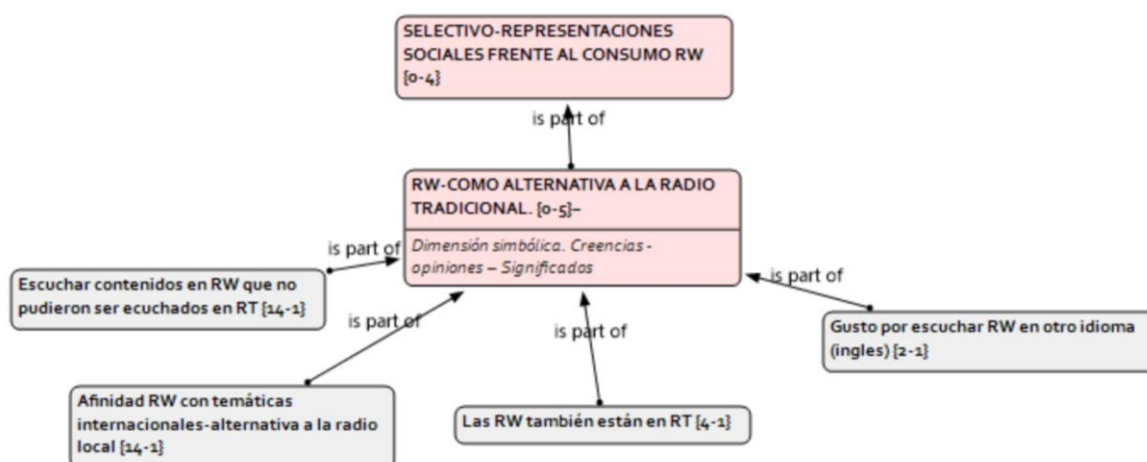 SELECTIVO-REPRESENTACIONES
SOCIALES FRENTE AL CONSUMO RW
{0-4}
is part of
RW-COMO ALTERNATIVA A LA RADIO
TRADICIONAL. {0-5}~
Dimensión simbólica. Creencias -
opiniones – Significados
is part of
Escuchar contenidos en RW que no
pudieron ser ecuchados en RT {14-1}
is part of
Afinidad RW con temáticas
internacionales-alternativa a la radio
local {14-1}
is part of
Las RW también están en RT {4-1}
is part of
Gusto por escuchar RW en otro idioma
(ingles) {2-1}